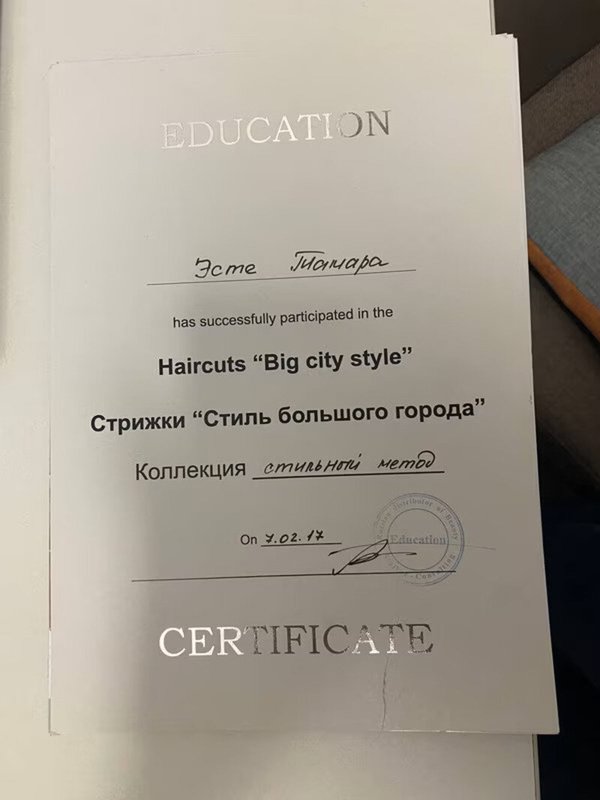 EDUCATION
Эсте Тамара
has successfully participated in the
Haircuts “Big city style”
Стрижки “Стиль большого города”
Коллекция стильный метод
On 7.02.17
Education
CERTIFICATE